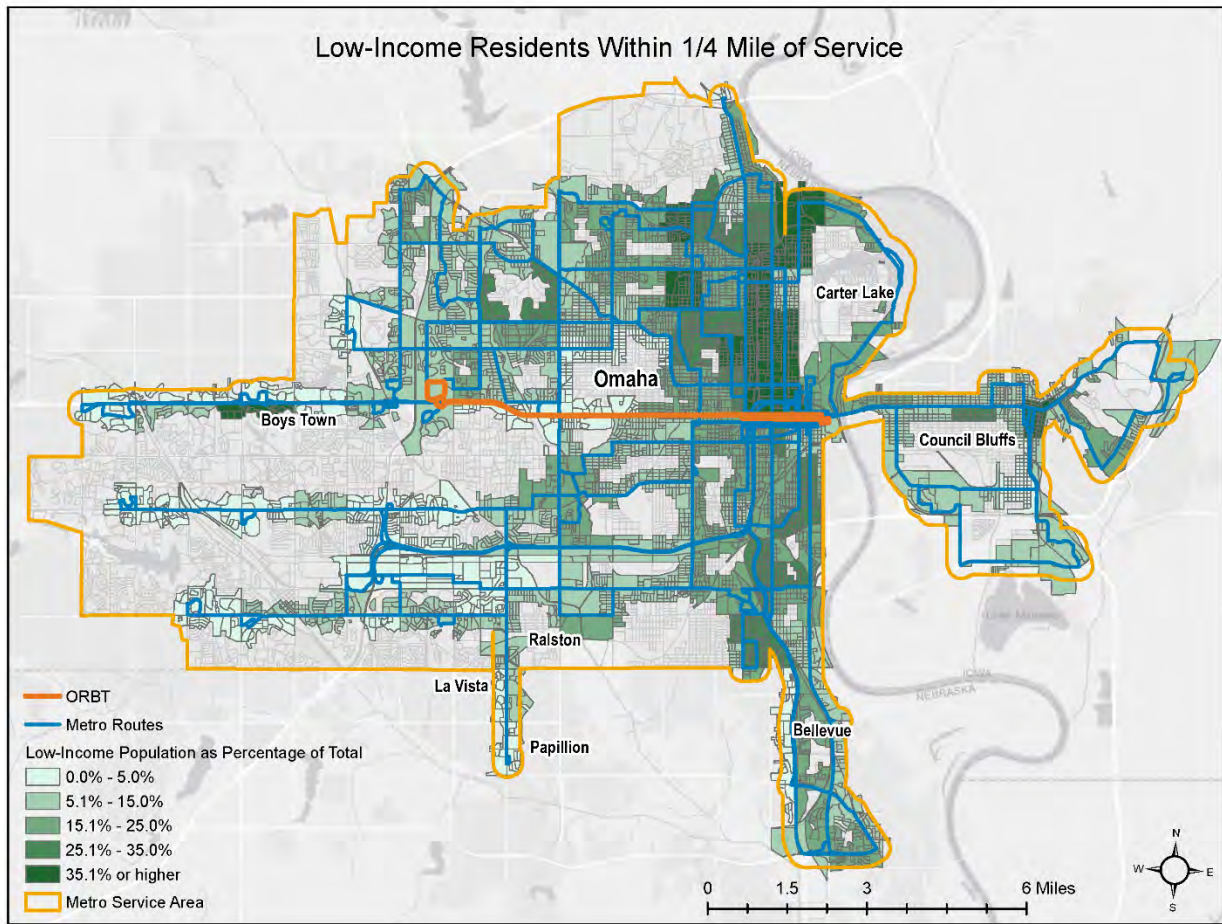 Low-Income Residents Within 1/4 Mile of Service
IOWA
Carter Lake
Omaha
Boys Town
Council Bluffs
Ralston
La Vista
IOWA
NEBRASKA
Bellevue
Papillion
ORBT
Metro Routes
Low-Income Population as Percentage of Total
0.0% - 5.0%
5.1% - 15.0%
15.1% - 25.0%
25.1% - 35.0%
35.1% or higher
Metro Service Area
0 1.5 3 6 Miles
N
W E
S